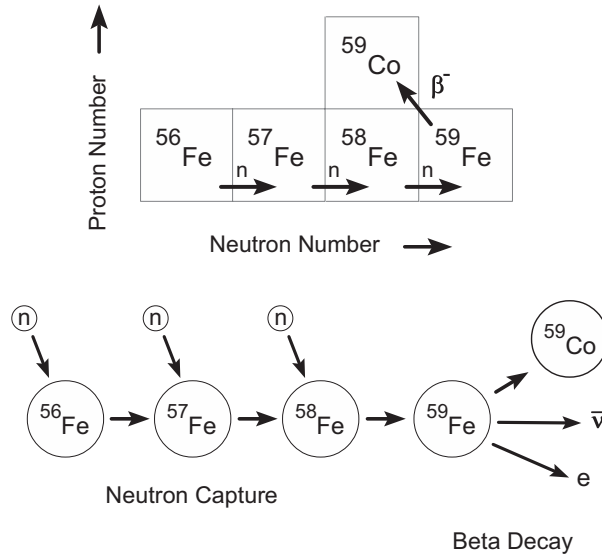 Proton Number
59Co
β-
56Fe 57Fe 58Fe 59Fe
n n n
Neutron Number
n n n
59Co
56Fe 57Fe 58Fe 59Fe
ν̅
e
Neutron Capture
Beta Decay